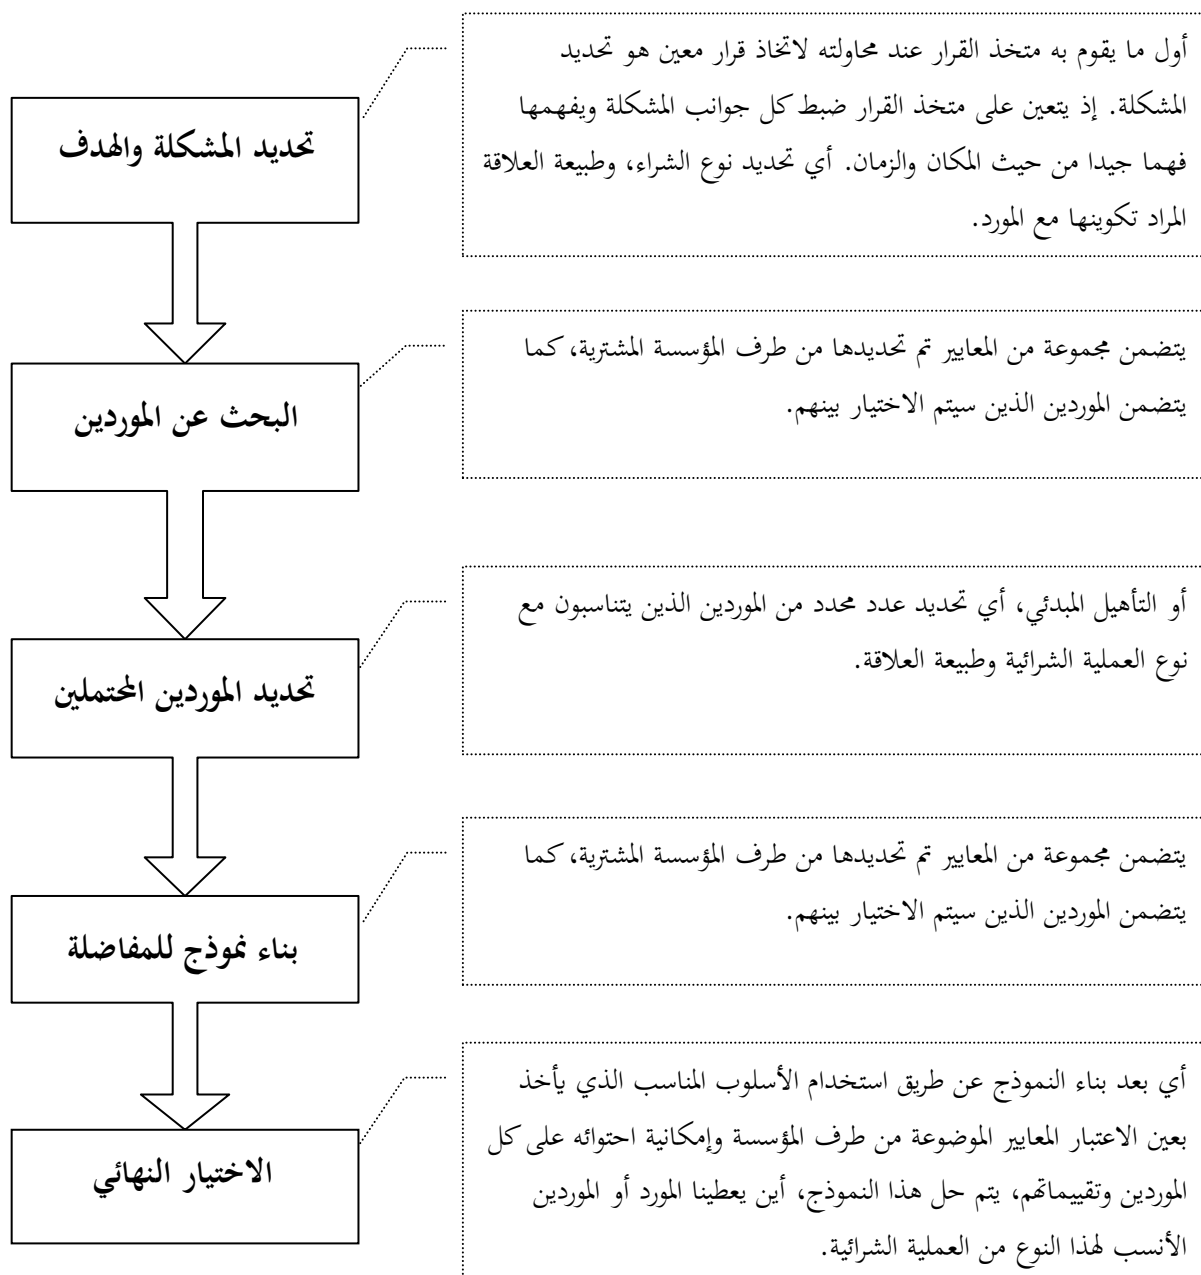 أول ما يقوم به متخذ القرار عند محاولته لاتخاذ قرار معين هو تحديد
المشكلة. إذ يتعين على متخذ القرار ضبط كل جوانب المشكلة ويفهمها
فهما جيدا من حيث المكان والزمان. أي تحديد نوع الشراء، وطبيعة العلاقة
المراد تكوينها مع المورد.
تحديد المشكلة والهدف
يتضمن مجموعة من المعايير تم تحديدها من طرف المؤسسة المشترية، كما
يتضمن الموردين الذين سيتم الاختيار بينهم.
البحث عن الموردين
أو التأهيل المبدئي، أي تحديد عدد محدد من الموردين الذين يتناسبون مع
نوع العملية الشرائية وطبيعة العلاقة.
تحديد الموردين المحتملين
يتضمن مجموعة من المعايير تم تحديدها من طرف المؤسسة المشترية، كما
يتضمن الموردين الذين سيتم الاختيار بينهم.
بناء نموذج للمفاضلة
أي بعد بناء النموذج عن طريق استخدام الأسلوب المناسب الذي يأخذ
بعين الاعتبار المعايير الموضوعة من طرف المؤسسة وإمكانية احتوائه على كل
الموردين وتقييماتهم، يتم حل هذا النموذج، أين يعطينا المورد أو الموردين
الأنسب لهذا النوع من العملية الشرائية.
الاختيار النهائي